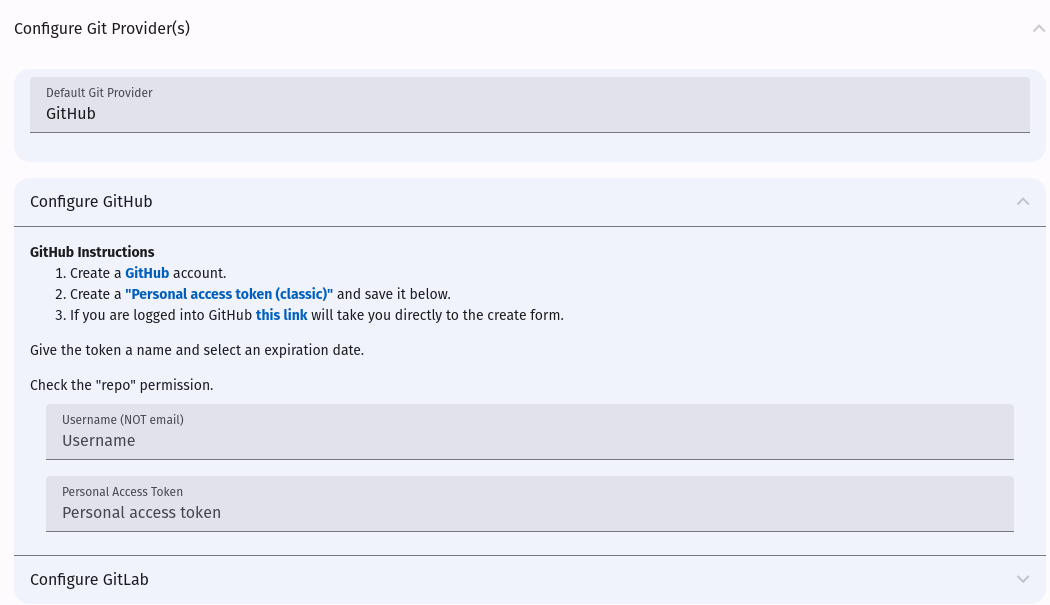 Configure Git Provider(s)
Default Git Provider
GitHub
Configure GitHub
GitHub Instructions
1. Create a GitHub account.
2. Create a "Personal access token (classic)" and save it below.
3. If you are logged into GitHub this link will take you directly to the create form.
Give the token a name and select an expiration date.
Check the "repo" permission.
Username (NOT email)
Username
Personal Access Token
Personal access token
Configure GitLab